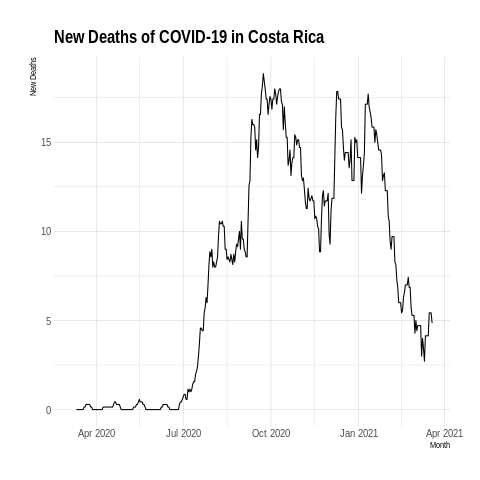 New Deaths of COVID-19 in Costa Rica
New Deaths
15
10
5
0
Apr 2020 Jul 2020 Oct 2020 Jan 2021 Apr 2021
Month